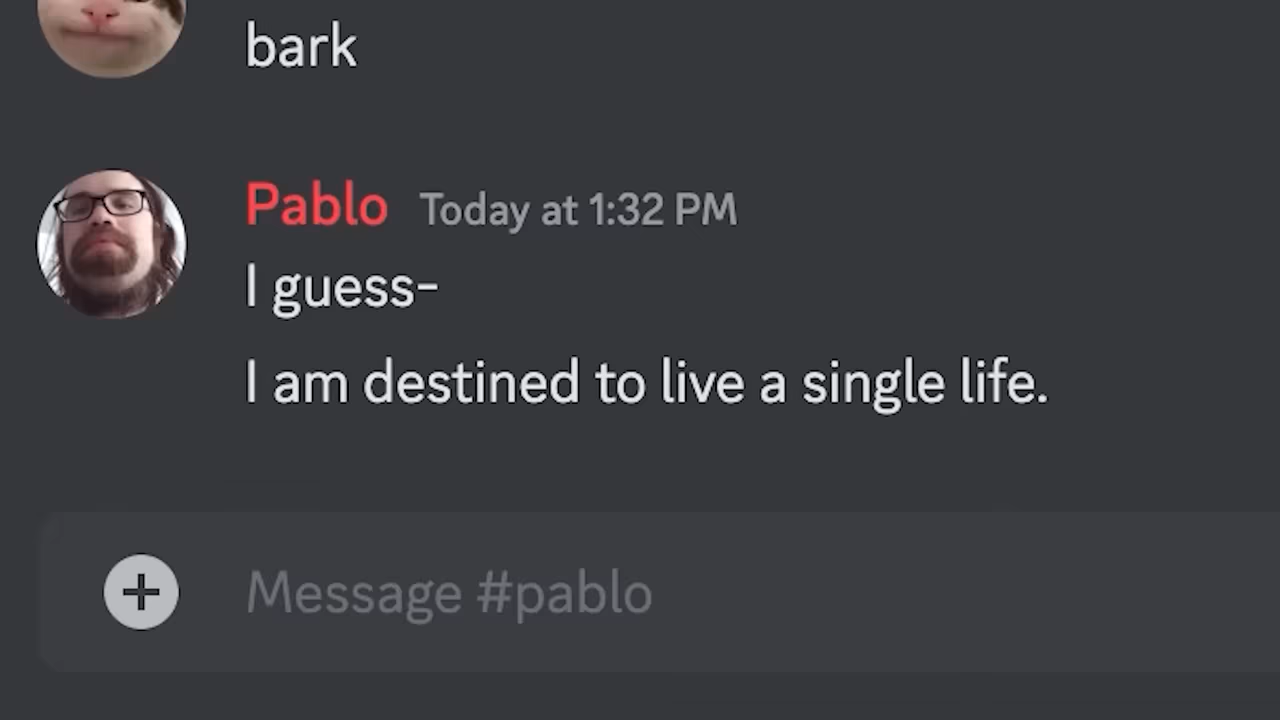 bark
Pablo Today at 1:32 PM
I guess-
I am destined to live a single life.
Message #pablo